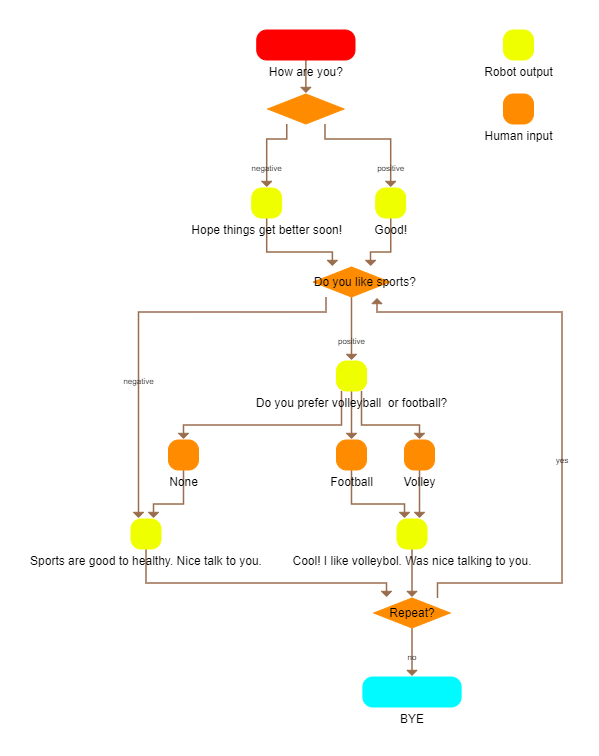 How are you?
Robot output
Human input
negative
positive
Hope things get better soon!
Good!
Do you like sports?
positive
negative
Do you prefer volleyball  or football?
yes
None
Football
Volley
Sports are good to healthy. Nice talk to you.
Cool! I like volleybol. Was nice talking to you.
Repeat?
no
BYE